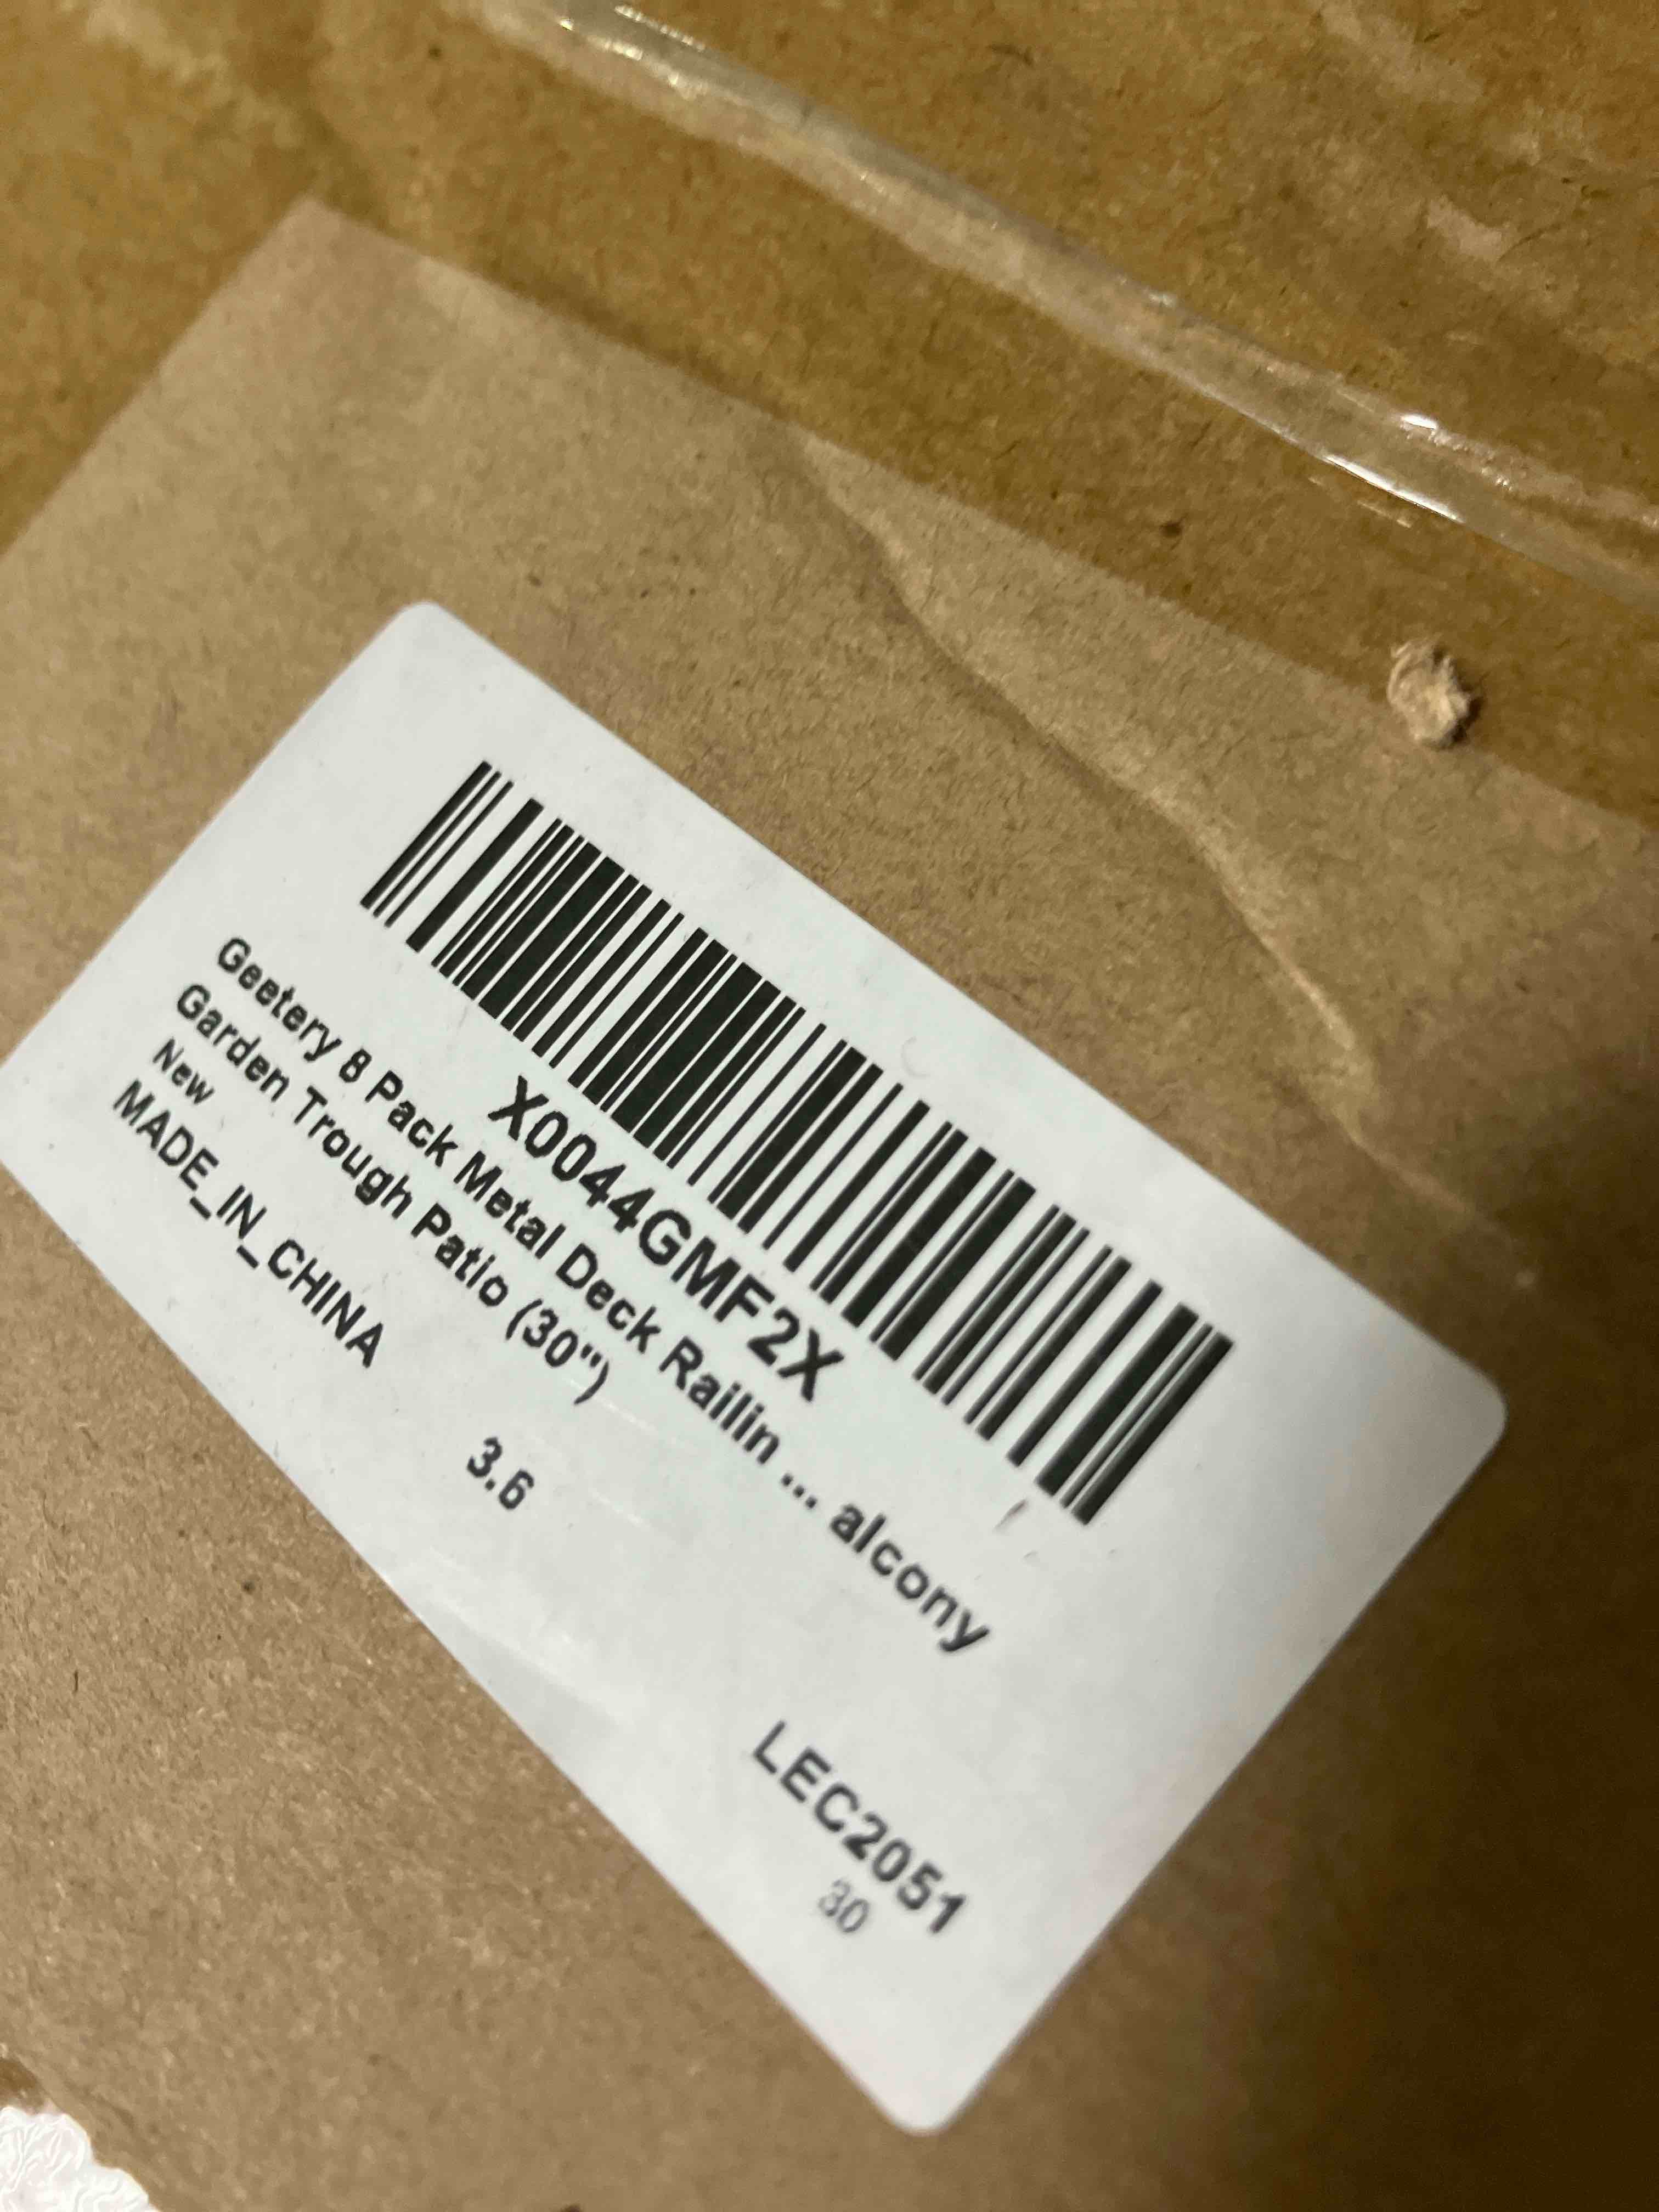 X0044GMF2X
Geetery 8 Pack Metal Deck Railin ... alcony
Garden Trough Patio (30")
New
MADE_IN_CHINA
3.6
LEC2051
30